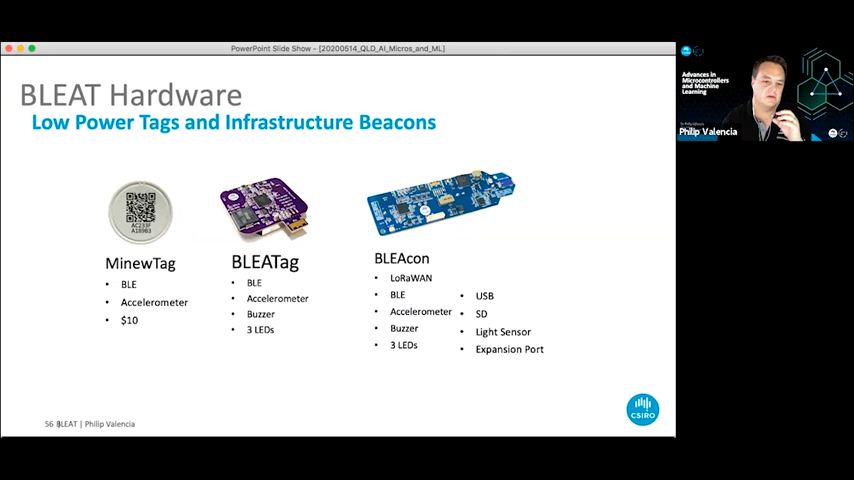 PowerPoint Slide Show - [20200514_QLD_AI_Micros_and_ML]
BLEAT Hardware
Low Power Tags and Infrastructure Beacons
AC233F
A189B3
MinewTag
• BLE
• Accelerometer
• $10
BLEATag
• BLE
• Accelerometer
• Buzzer
• 3 LEDs
BLEAcon
• LoRaWAN
• BLE
• Accelerometer
• Buzzer
• 3 LEDs
• USB
• SD
• Light Sensor
• Expansion Port
CSIRO
56 BLEAT | Philip Valencia
Advances in
Microcontrollers
and Machine
Learning
Philip Valencia